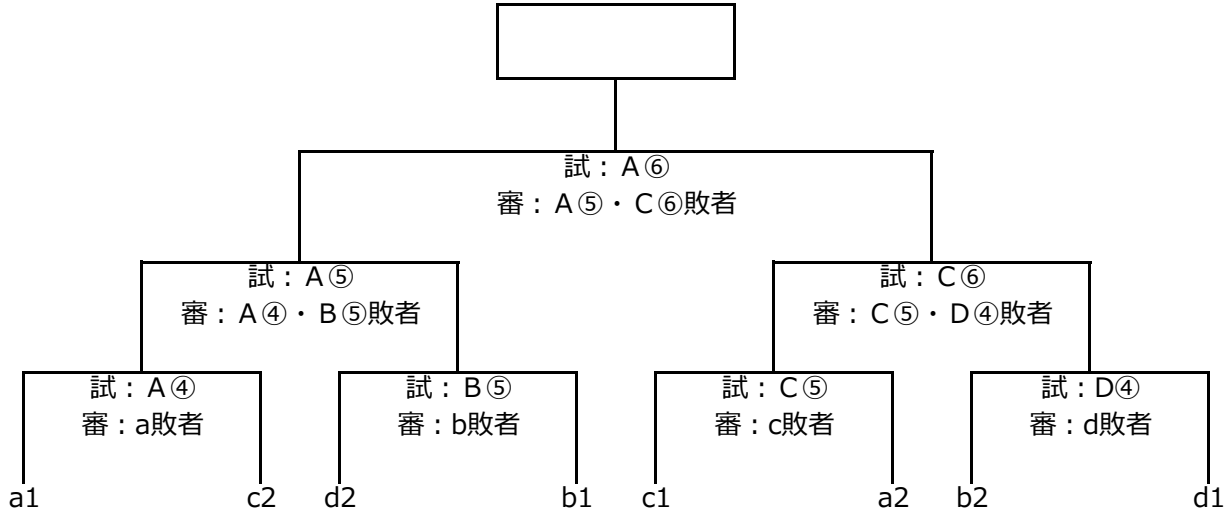 試：A⑥
審：A⑤・C⑥敗者
試：A⑤
審：A④・B⑤敗者
試：C⑥
審：C⑤・D④敗者
試：A④
審：a敗者
試：B⑤
審：b敗者
試：C⑤
審：c敗者
試：D④
審：d敗者
a1 c2 d2 b1 c1 a2 b2 d1